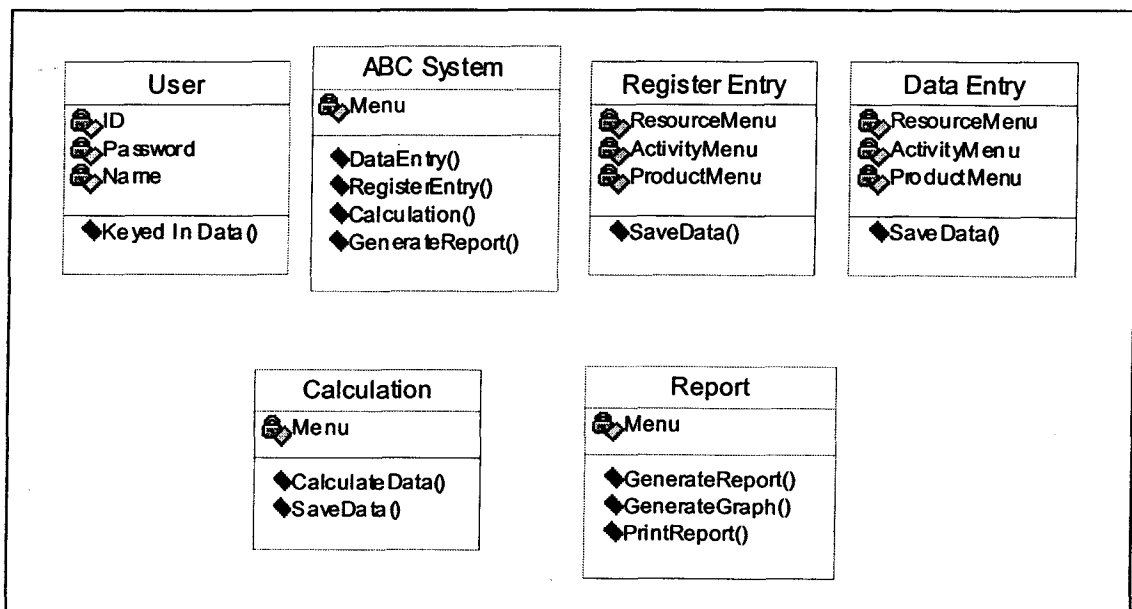 User
ID
Password
Name
Keyed In Data()
ABC System
Menu
DataEntry()
RegisterEntry()
Calculation()
GenerateReport()
Register Entry
ResourceMenu
ActivityMenu
ProductMenu
SaveData()
Data Entry
ResourceMenu
ActivityMenu
ProductMenu
SaveData()
Calculation
Menu
CalculateData()
SaveData()
Report
Menu
GenerateReport()
GenerateGraph()
PrintReport()